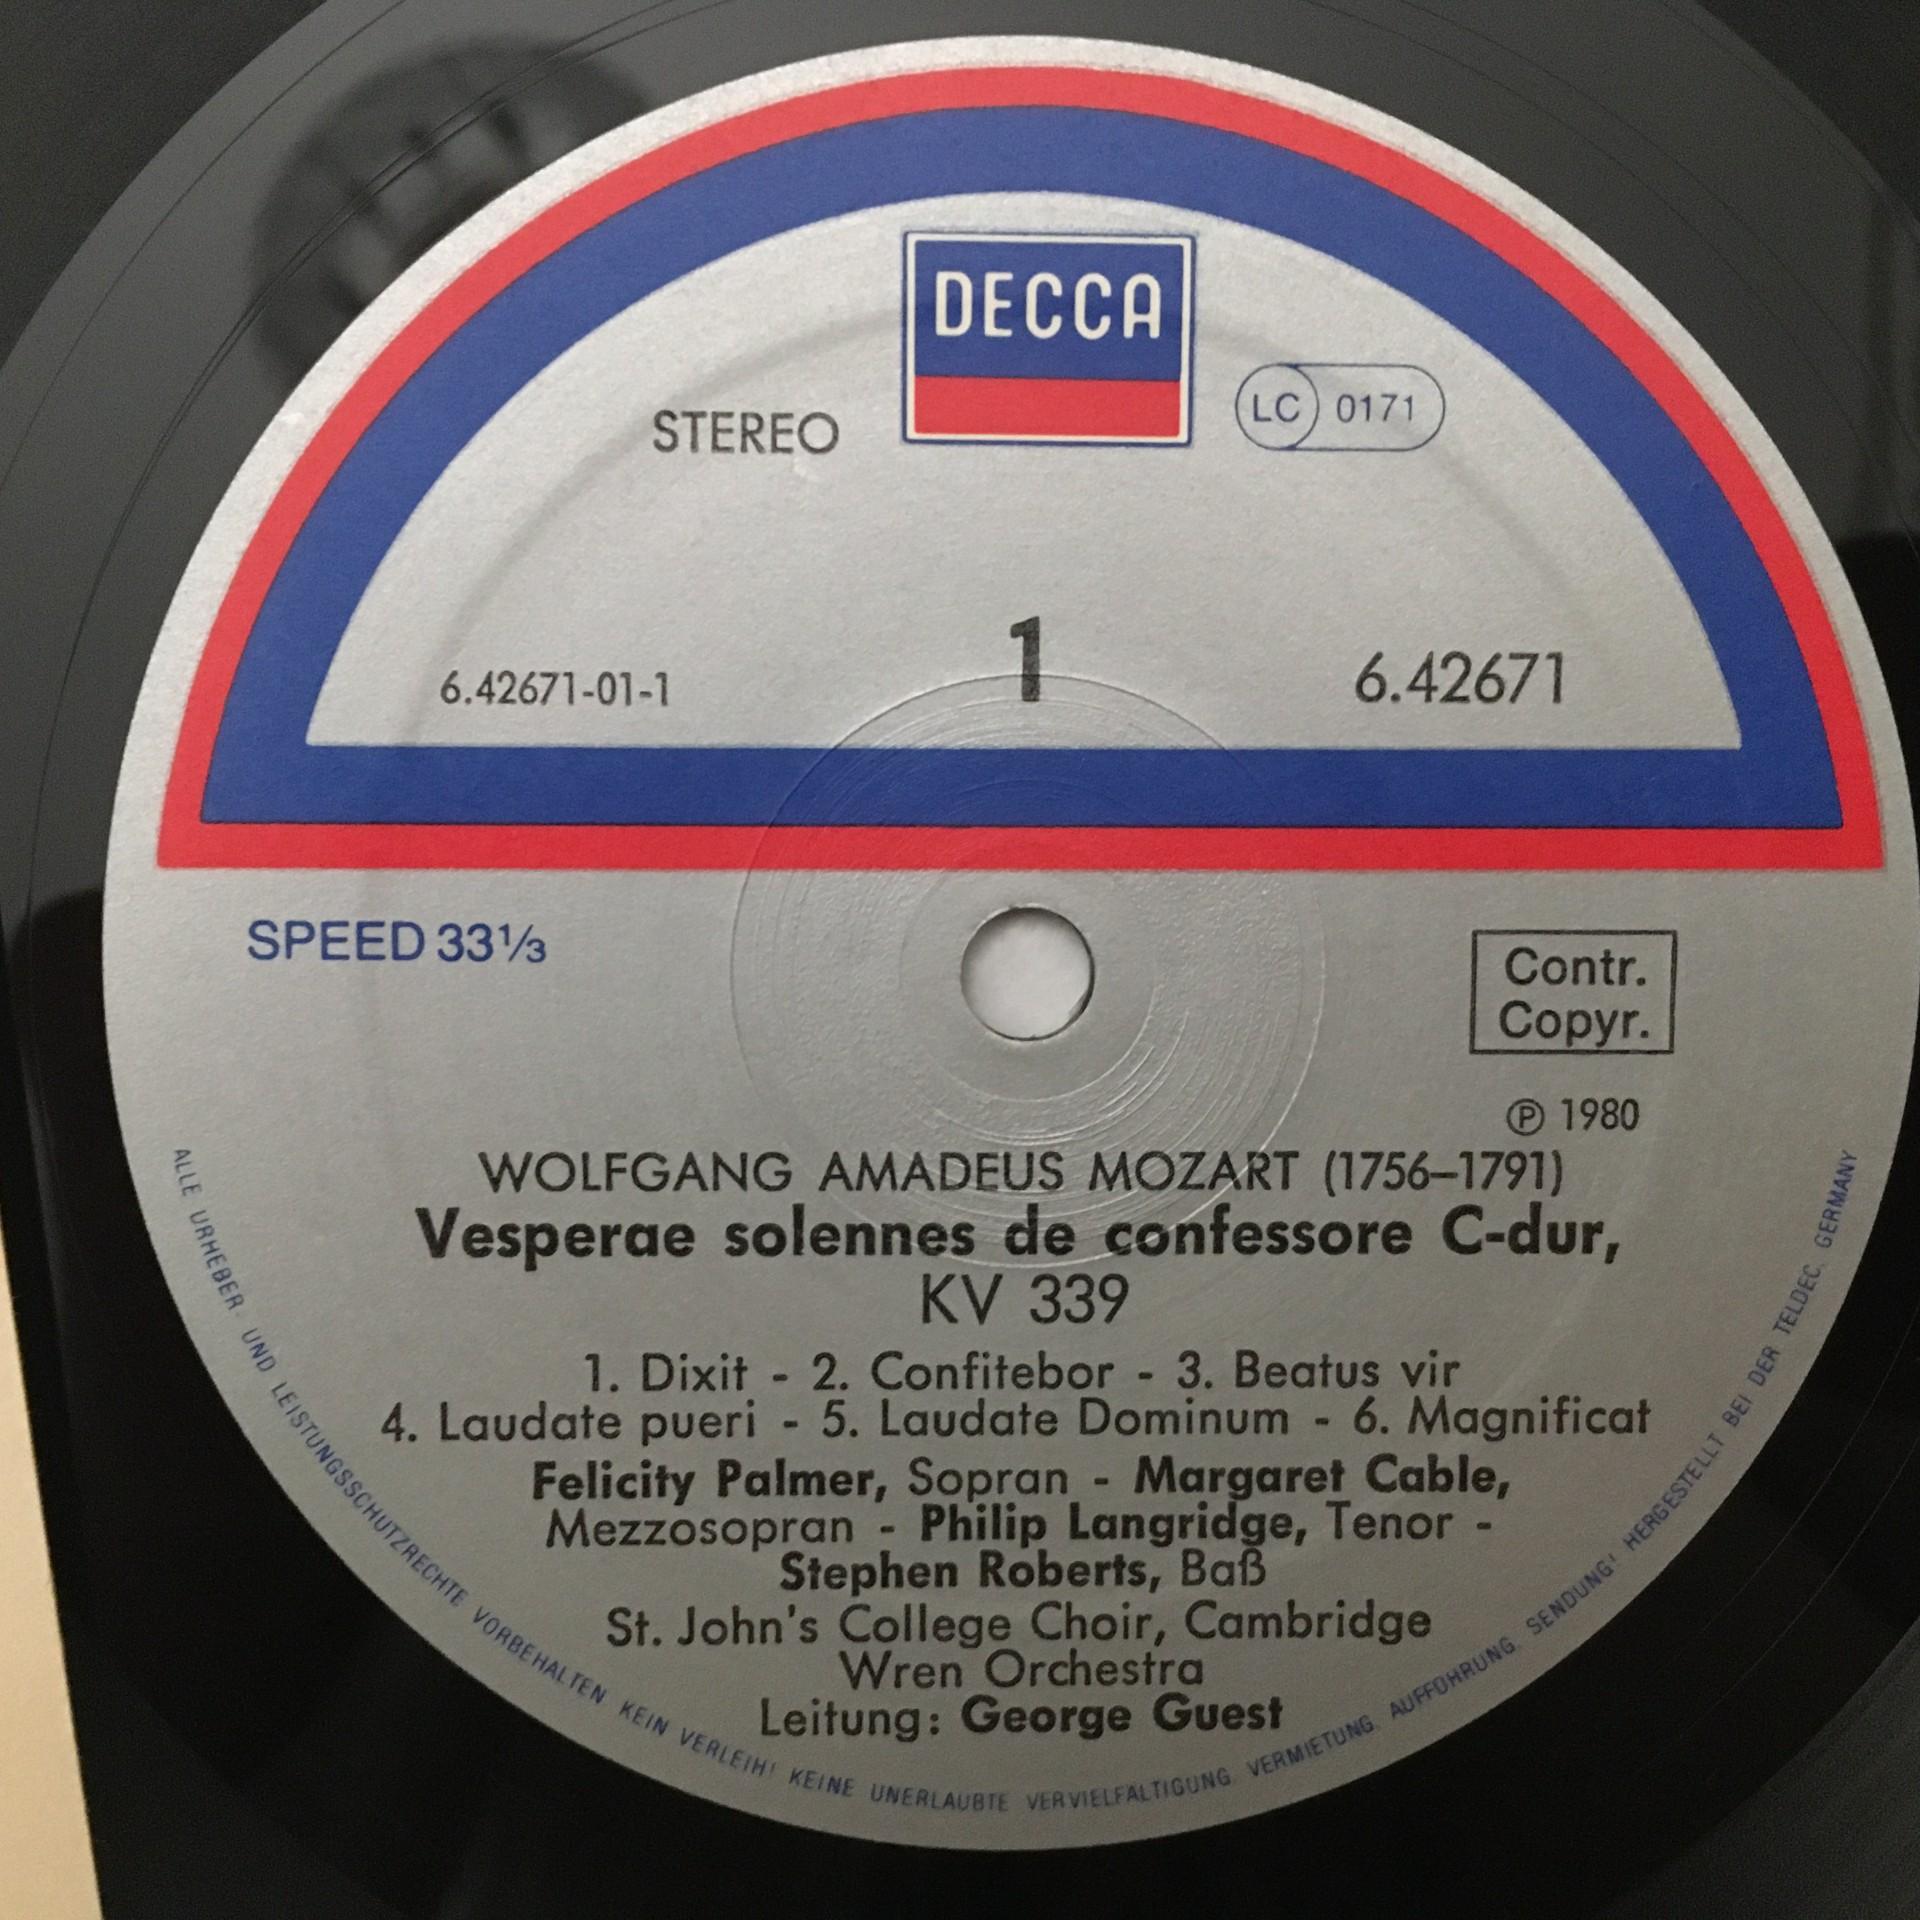 DECCA
STEREO
LC 0171
1
6.42671-01-1
6.42671
SPEED 33⅓
Contr.
Copyr.
℗ 1980
WOLFGANG AMADEUS MOZART (1756–1791)
Vesperae solennes de confessore C-dur,
KV 339
1. Dixit - 2. Confitebor - 3. Beatus vir
4. Laudate pueri - 5. Laudate Dominum - 6. Magnificat
Felicity Palmer, Sopran - Margaret Cable,
Mezzosopran - Philip Langridge, Tenor -
Stephen Roberts, Baß
St. John's College Choir, Cambridge
Wren Orchestra
Leitung: George Guest
ALLE URHEBER- UND LEISTUNGSSCHUTZRECHTE VORBEHALTEN KEIN VERLEIH! KEINE UNERLAUBTE VERVIELFÄLTIGUNG, VERMIETUNG, AUFFÜHRUNG, SENDUNG! HERGESTELLT BEI DER TELDEC, GERMANY